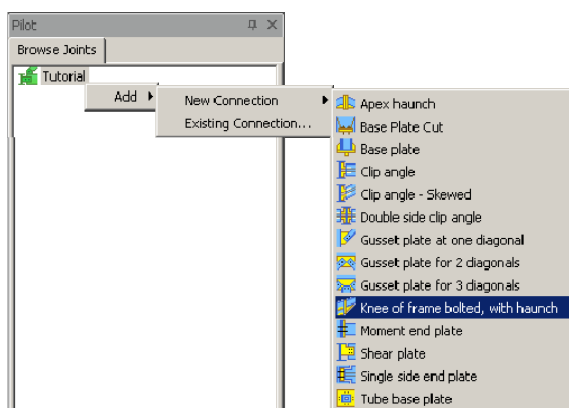 Pilot
Browse Joints
Tutorial
Add
New Connection
Existing Connection...
Apex haunch
Base Plate Cut
Base plate
Clip angle
Clip angle - Skewed
Double side clip angle
Gusset plate at one diagonal
Gusset plate for 2 diagonals
Gusset plate for 3 diagonals
Knee of frame bolted, with haunch
Moment end plate
Shear plate
Single side end plate
Tube base plate